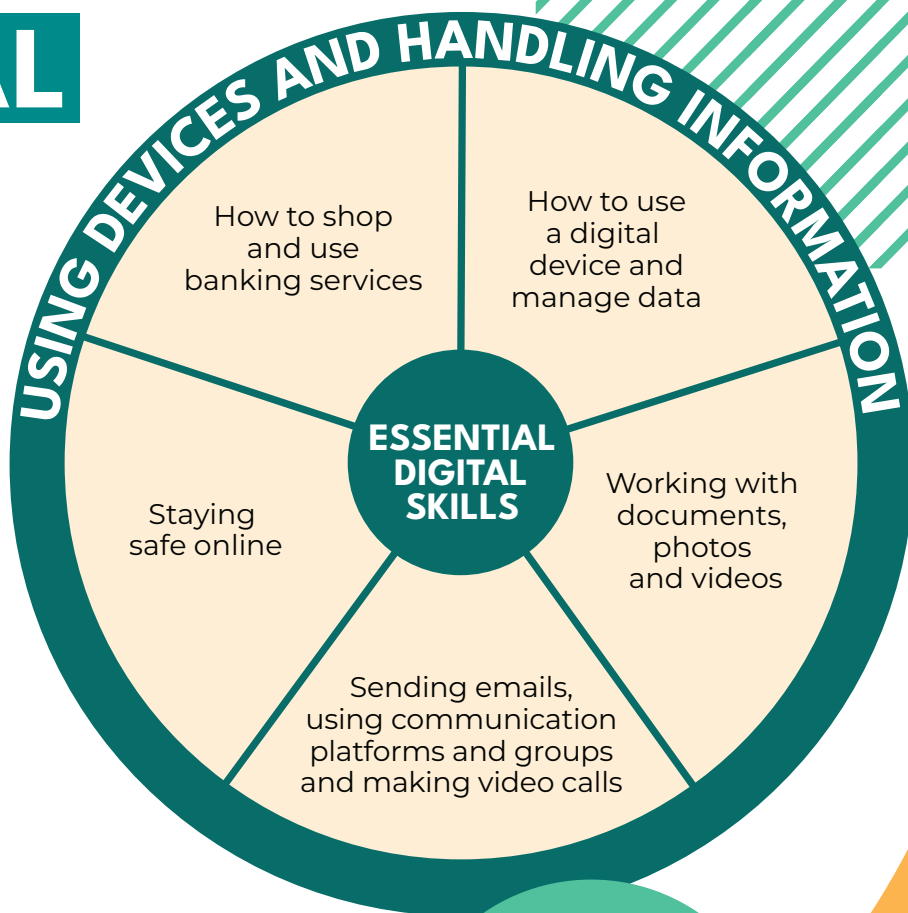 AL
USING DEVICES AND HANDLING INFORMATION
How to shop
and use
banking services
How to use
a digital
device and
manage data
ESSENTIAL
DIGITAL
SKILLS
Staying
safe online
Working with
documents,
photos
and videos
Sending emails,
using communication
platforms and groups
and making video calls